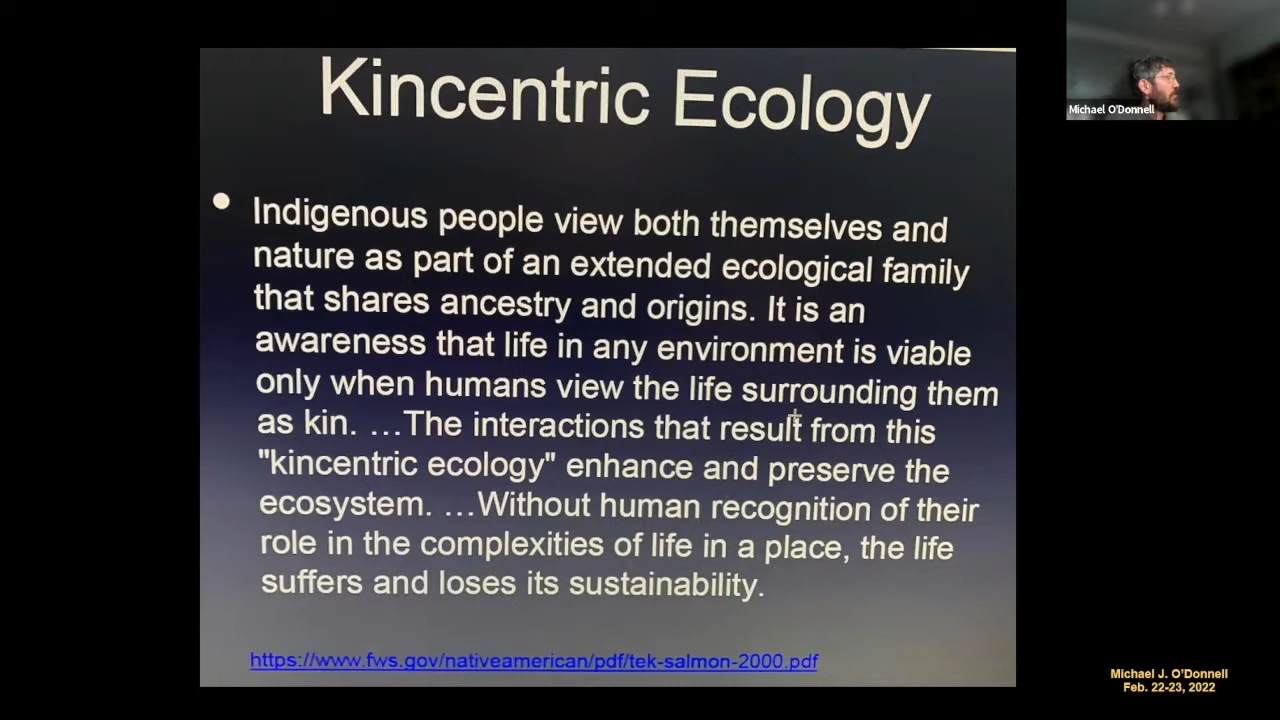 Kincentric Ecology
• Indigenous people view both themselves and
nature as part of an extended ecological family
that shares ancestry and origins. It is an
awareness that life in any environment is viable
only when humans view the life surrounding them
as kin. …The interactions that result from this
"kincentric ecology" enhance and preserve the
ecosystem. …Without human recognition of their
role in the complexities of life in a place, the life
suffers and loses its sustainability.
https://www.fws.gov/nativeamerican/pdf/tek-salmon-2000.pdf
Michael O'Donnell
Michael J. O'Donnell
Feb. 22-23, 2022